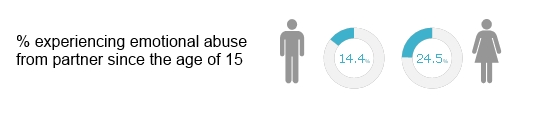 % experiencing emotional abuse
from partner since the age of 15
14.4%
24.5%